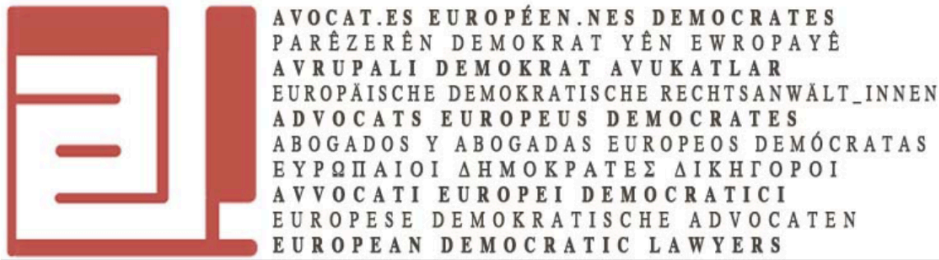 AVOCAT.ES EUROPÉEN.NES DEMOCRATES
PARÊZERÊN DEMOKRAT YÊN EWROPAYÊ
AVRUPALI DEMOKRAT AVUKATLAR
EUROPÄISCHE DEMOKRATISCHE RECHTSANWÄLT_INNEN
ADVOCATS EUROPEUS DEMOCRATES
ABOGADOS Y ABOGADAS EUROPEOS DEMÓCRATAS
ΕΥΡΩΠΑΙΟΙ ΔΗΜΟΚΡΑΤΕΣ ΔΙΚΗΓΟΡΟΙ
AVVOCATI EUROPEI DEMOCRATICI
EUROPESE DEMOKRATISCHE ADVOCATEN
EUROPEAN DEMOCRATIC LAWYERS